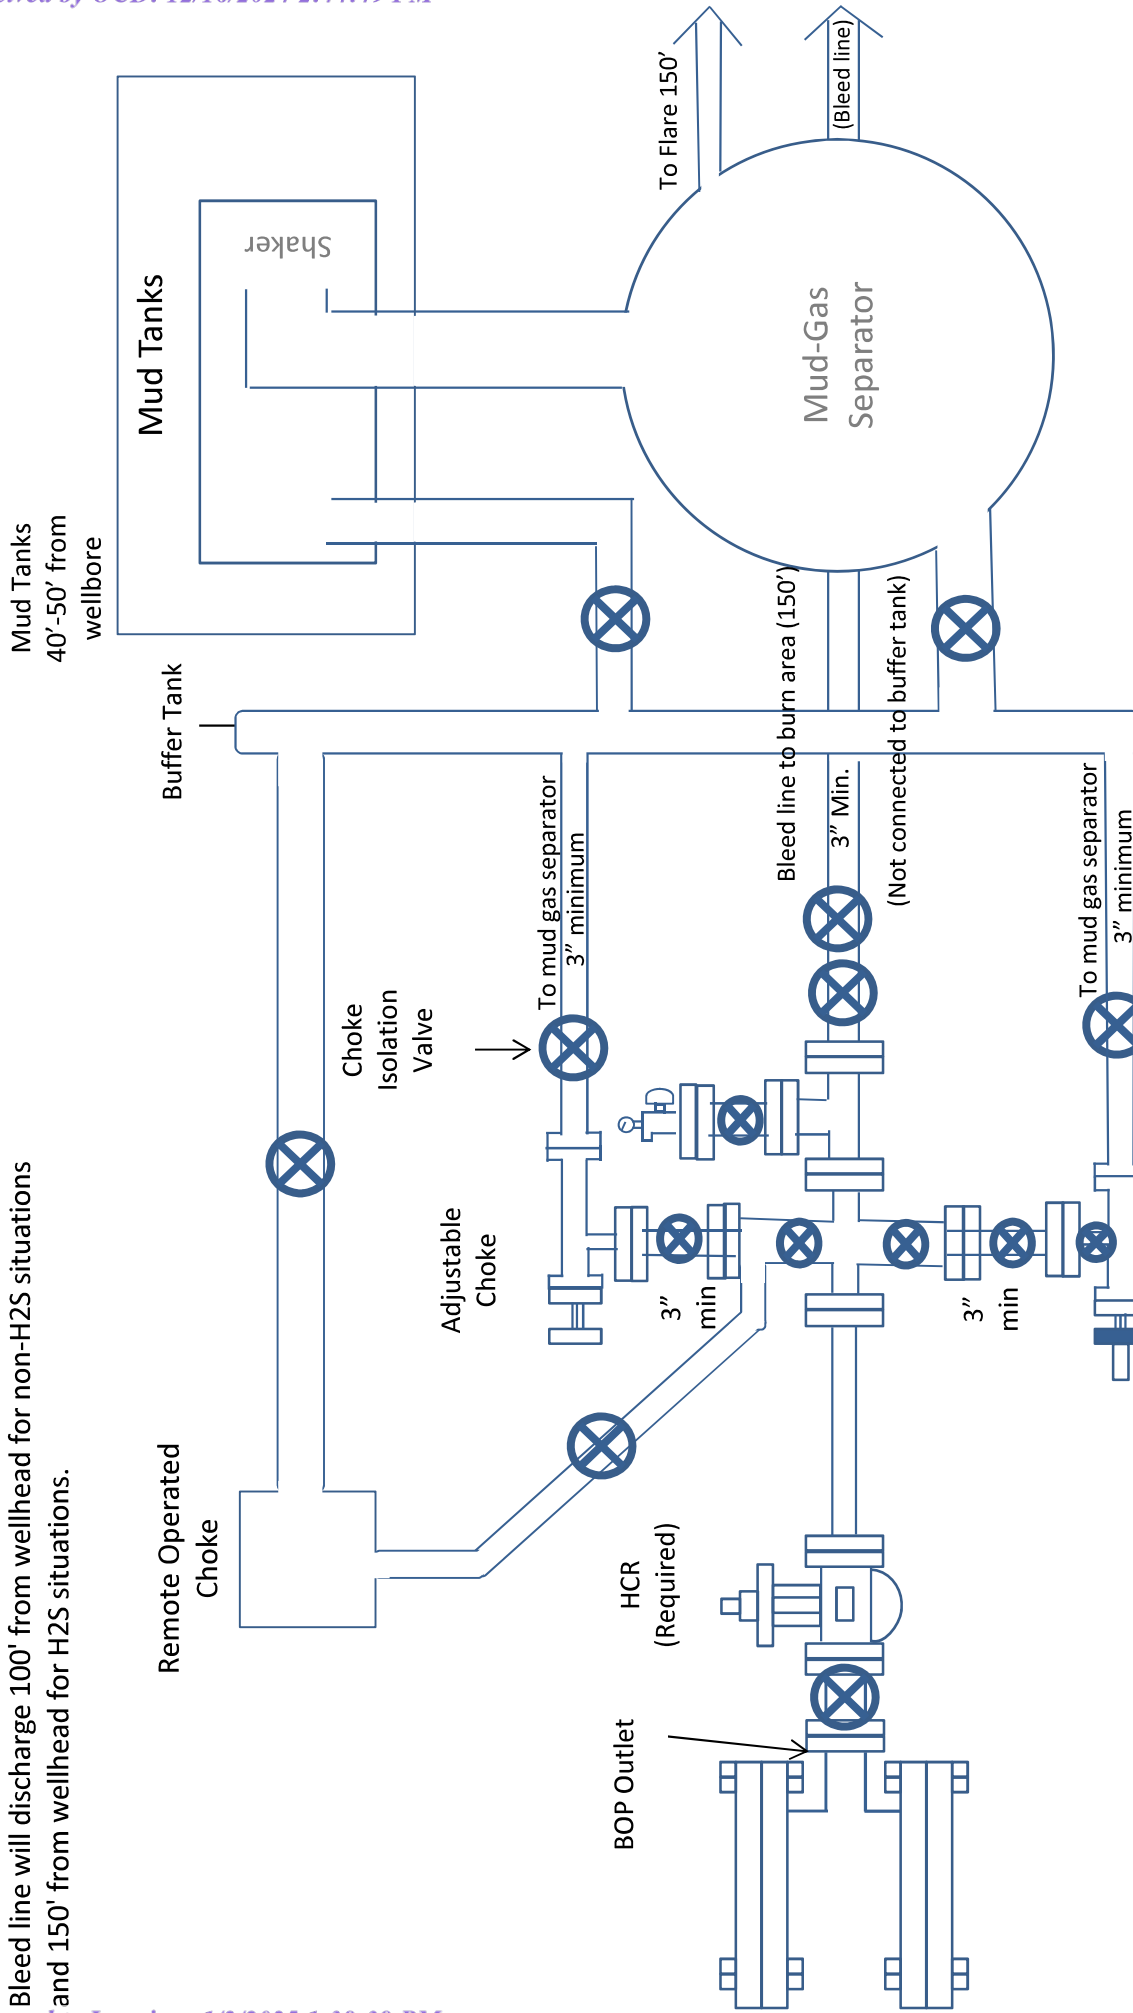 Bleed line will discharge 100' from wellhead for non-H2S situations
and 150' from wellhead for H2S situations.
Mud Tanks
40’-50’ from
wellbore
Mud Tanks
Shaker
Buffer Tank
Remote Operated
Choke
Choke
Isolation
Valve
Adjustable
Choke
To mud gas separator
3” minimum
To Flare 150’
(Bleed line)
Mud-Gas
Separator
Bleed line to burn area (150’)
3” Min.
(Not connected to buffer tank)
3”
min
3”
min
To mud gas separator
3” minimum
HCR
(Required)
BOP Outlet